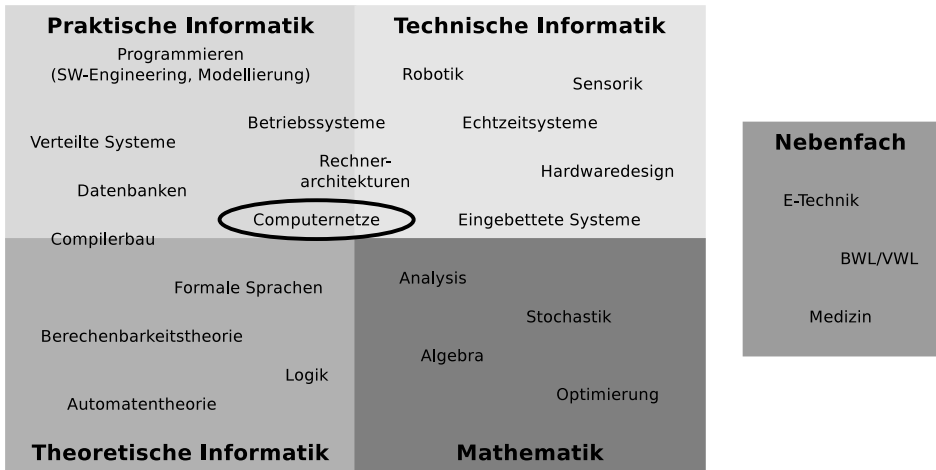 Praktische Informatik
Programmieren
(SW-Engineering, Modellierung)
Betriebssysteme
Verteilte Systeme
Rechner-
architekturen
Datenbanken
Computernetze
Compilerbau
Technische Informatik
Robotik
Sensorik
Echtzeitsysteme
Hardwaredesign
Eingebettete Systeme
Formale Sprachen
Berechenbarkeitstheorie
Logik
Automatentheorie
Theoretische Informatik
Analysis
Stochastik
Algebra
Optimierung
Mathematik
Nebenfach
E-Technik
BWL/VWL
Medizin